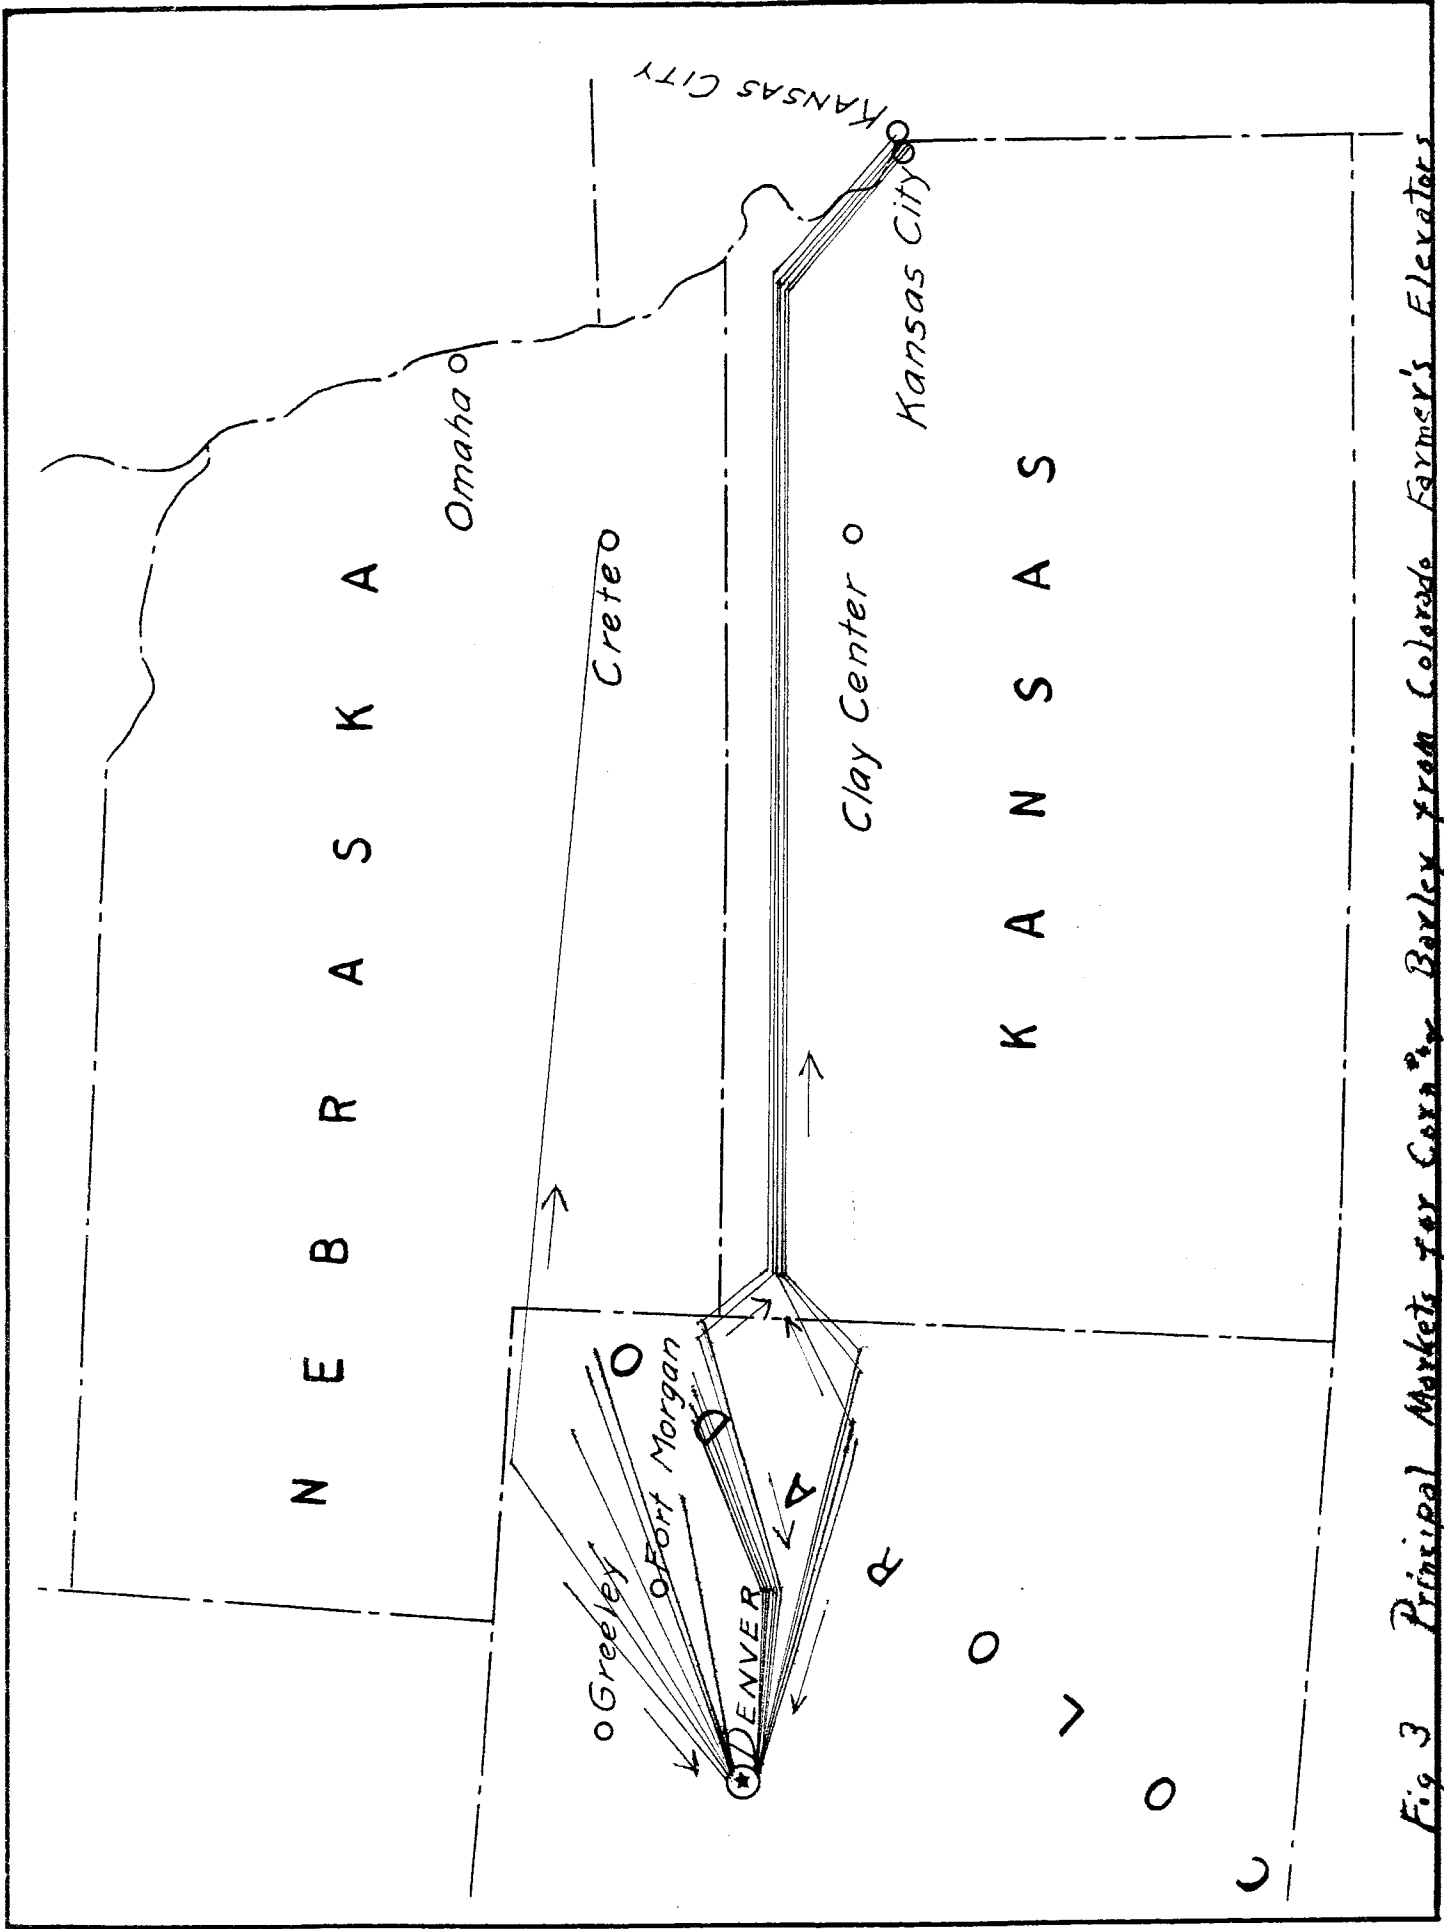 NEBRASKA
Omaha
Crete
KANSAS CITY
Kansas City
Clay Center
KANSAS
Greeley
Fort Morgan
DENVER
COLORADO
Fig 3 Principal Markets for Corn & Barley from Colorado Farmer's Elevators